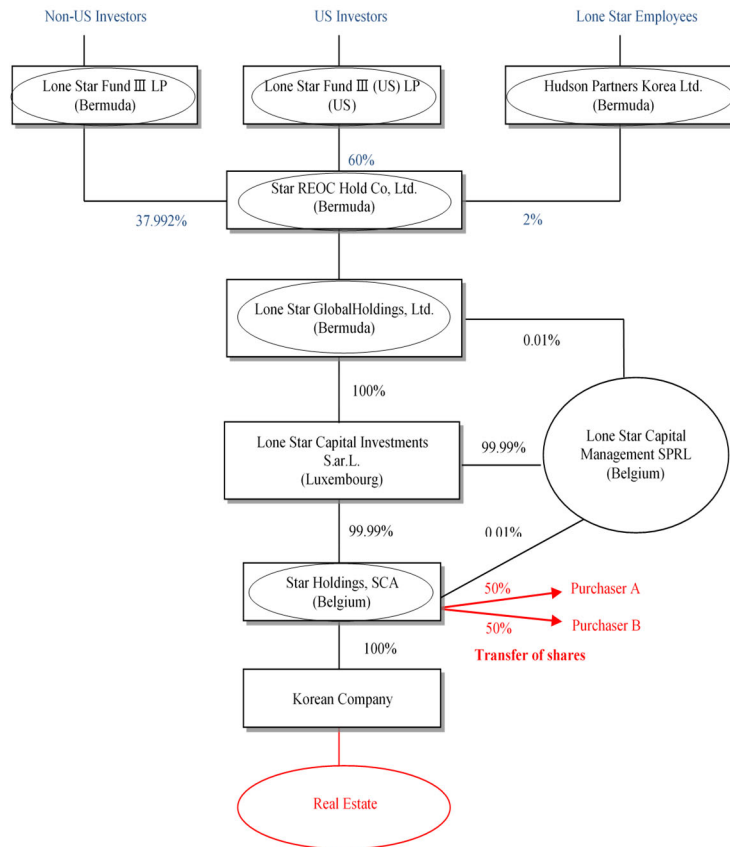 Non-US Investors
US Investors
Lone Star Employees
Lone Star Fund Ⅲ LP
(Bermuda)
Lone Star Fund Ⅲ (US) LP
(US)
Hudson Partners Korea Ltd.
(Bermuda)
60%
Star REOC Hold Co, Ltd.
(Bermuda)
37.992%
2%
Lone Star GlobalHoldings, Ltd.
(Bermuda)
0.01%
100%
Lone Star Capital Investments
S.ar.L.
(Luxembourg)
99.99%
Lone Star Capital
Management SPRL
(Belgium)
99.99%
0.01%
Star Holdings, SCA
(Belgium)
50%
Purchaser A
50%
Purchaser B
Transfer of shares
100%
Korean Company
Real Estate